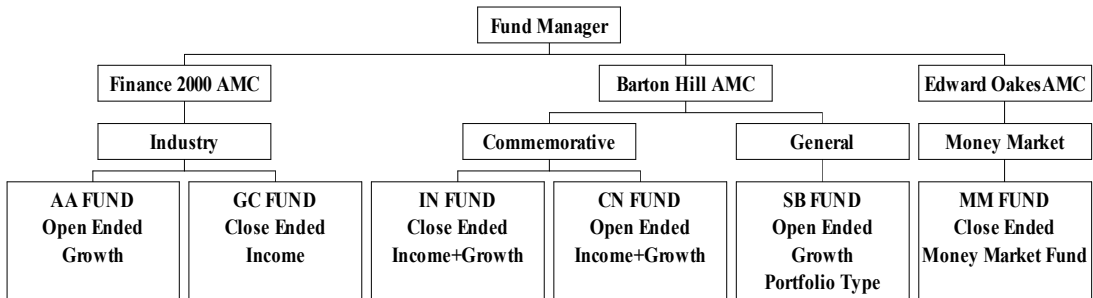 Fund Manager
Finance 2000 AMC
Barton Hill AMC
Edward Oakes AMC
Industry
Commemorative
General
Money Market
AA FUND
Open Ended
Growth
GC FUND
Close Ended
Income
IN FUND
Close Ended
Income+Growth
CN FUND
Open Ended
Income+Growth
SB FUND
Open Ended
Growth
Portfolio Type
MM FUND
Close Ended
Money Market Fund